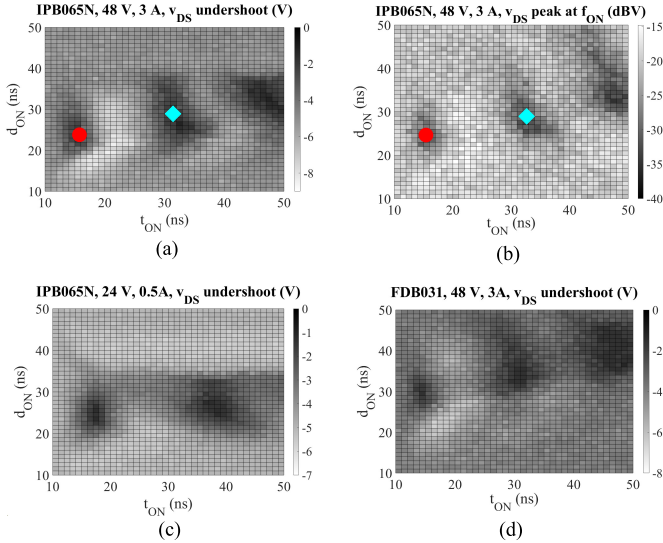 IPB065N, 48 V, 3 A, vDS undershoot (V)
50
40
30
20
10
dON (ns)
10 20 30 40 50
tON (ns)
0
-2
-4
-6
-8
(a)
IPB065N, 48 V, 3 A, vDS peak at fON (dBV)
50
40
30
20
10
dON (ns)
10 20 30 40 50
tON (ns)
-15
-20
-25
-30
-35
-40
(b)
IPB065N, 24 V, 0.5A, vDS undershoot (V)
50
40
30
20
10
dON (ns)
10 20 30 40 50
tON (ns)
0
-1
-2
-3
-4
-5
-6
-7
(c)
FDB031, 48 V, 3A, vDS undershoot (V)
50
40
30
20
10
dON (ns)
10 20 30 40 50
tON (ns)
0
-2
-4
-6
-8
(d)